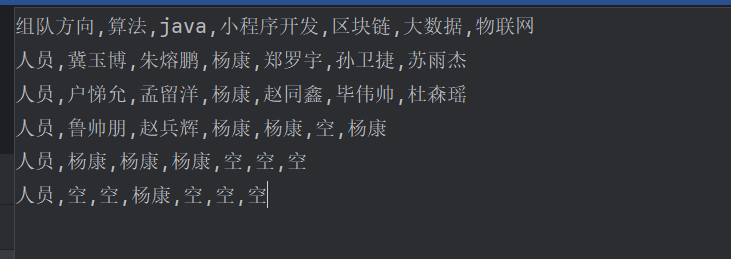 组队方向,算法,java,小程序开发,区块链,大数据,物联网
人员,冀玉博,朱熔鹏,杨康,郑罗宇,孙卫捷,苏雨杰
人员,户悌允,孟留洋,杨康,赵同鑫,毕伟帅,杜森瑶
人员,鲁帅朋,赵兵辉,杨康,杨康,空,杨康
人员,杨康,杨康,杨康,空,空,空
人员,空,空,杨康,空,空,空